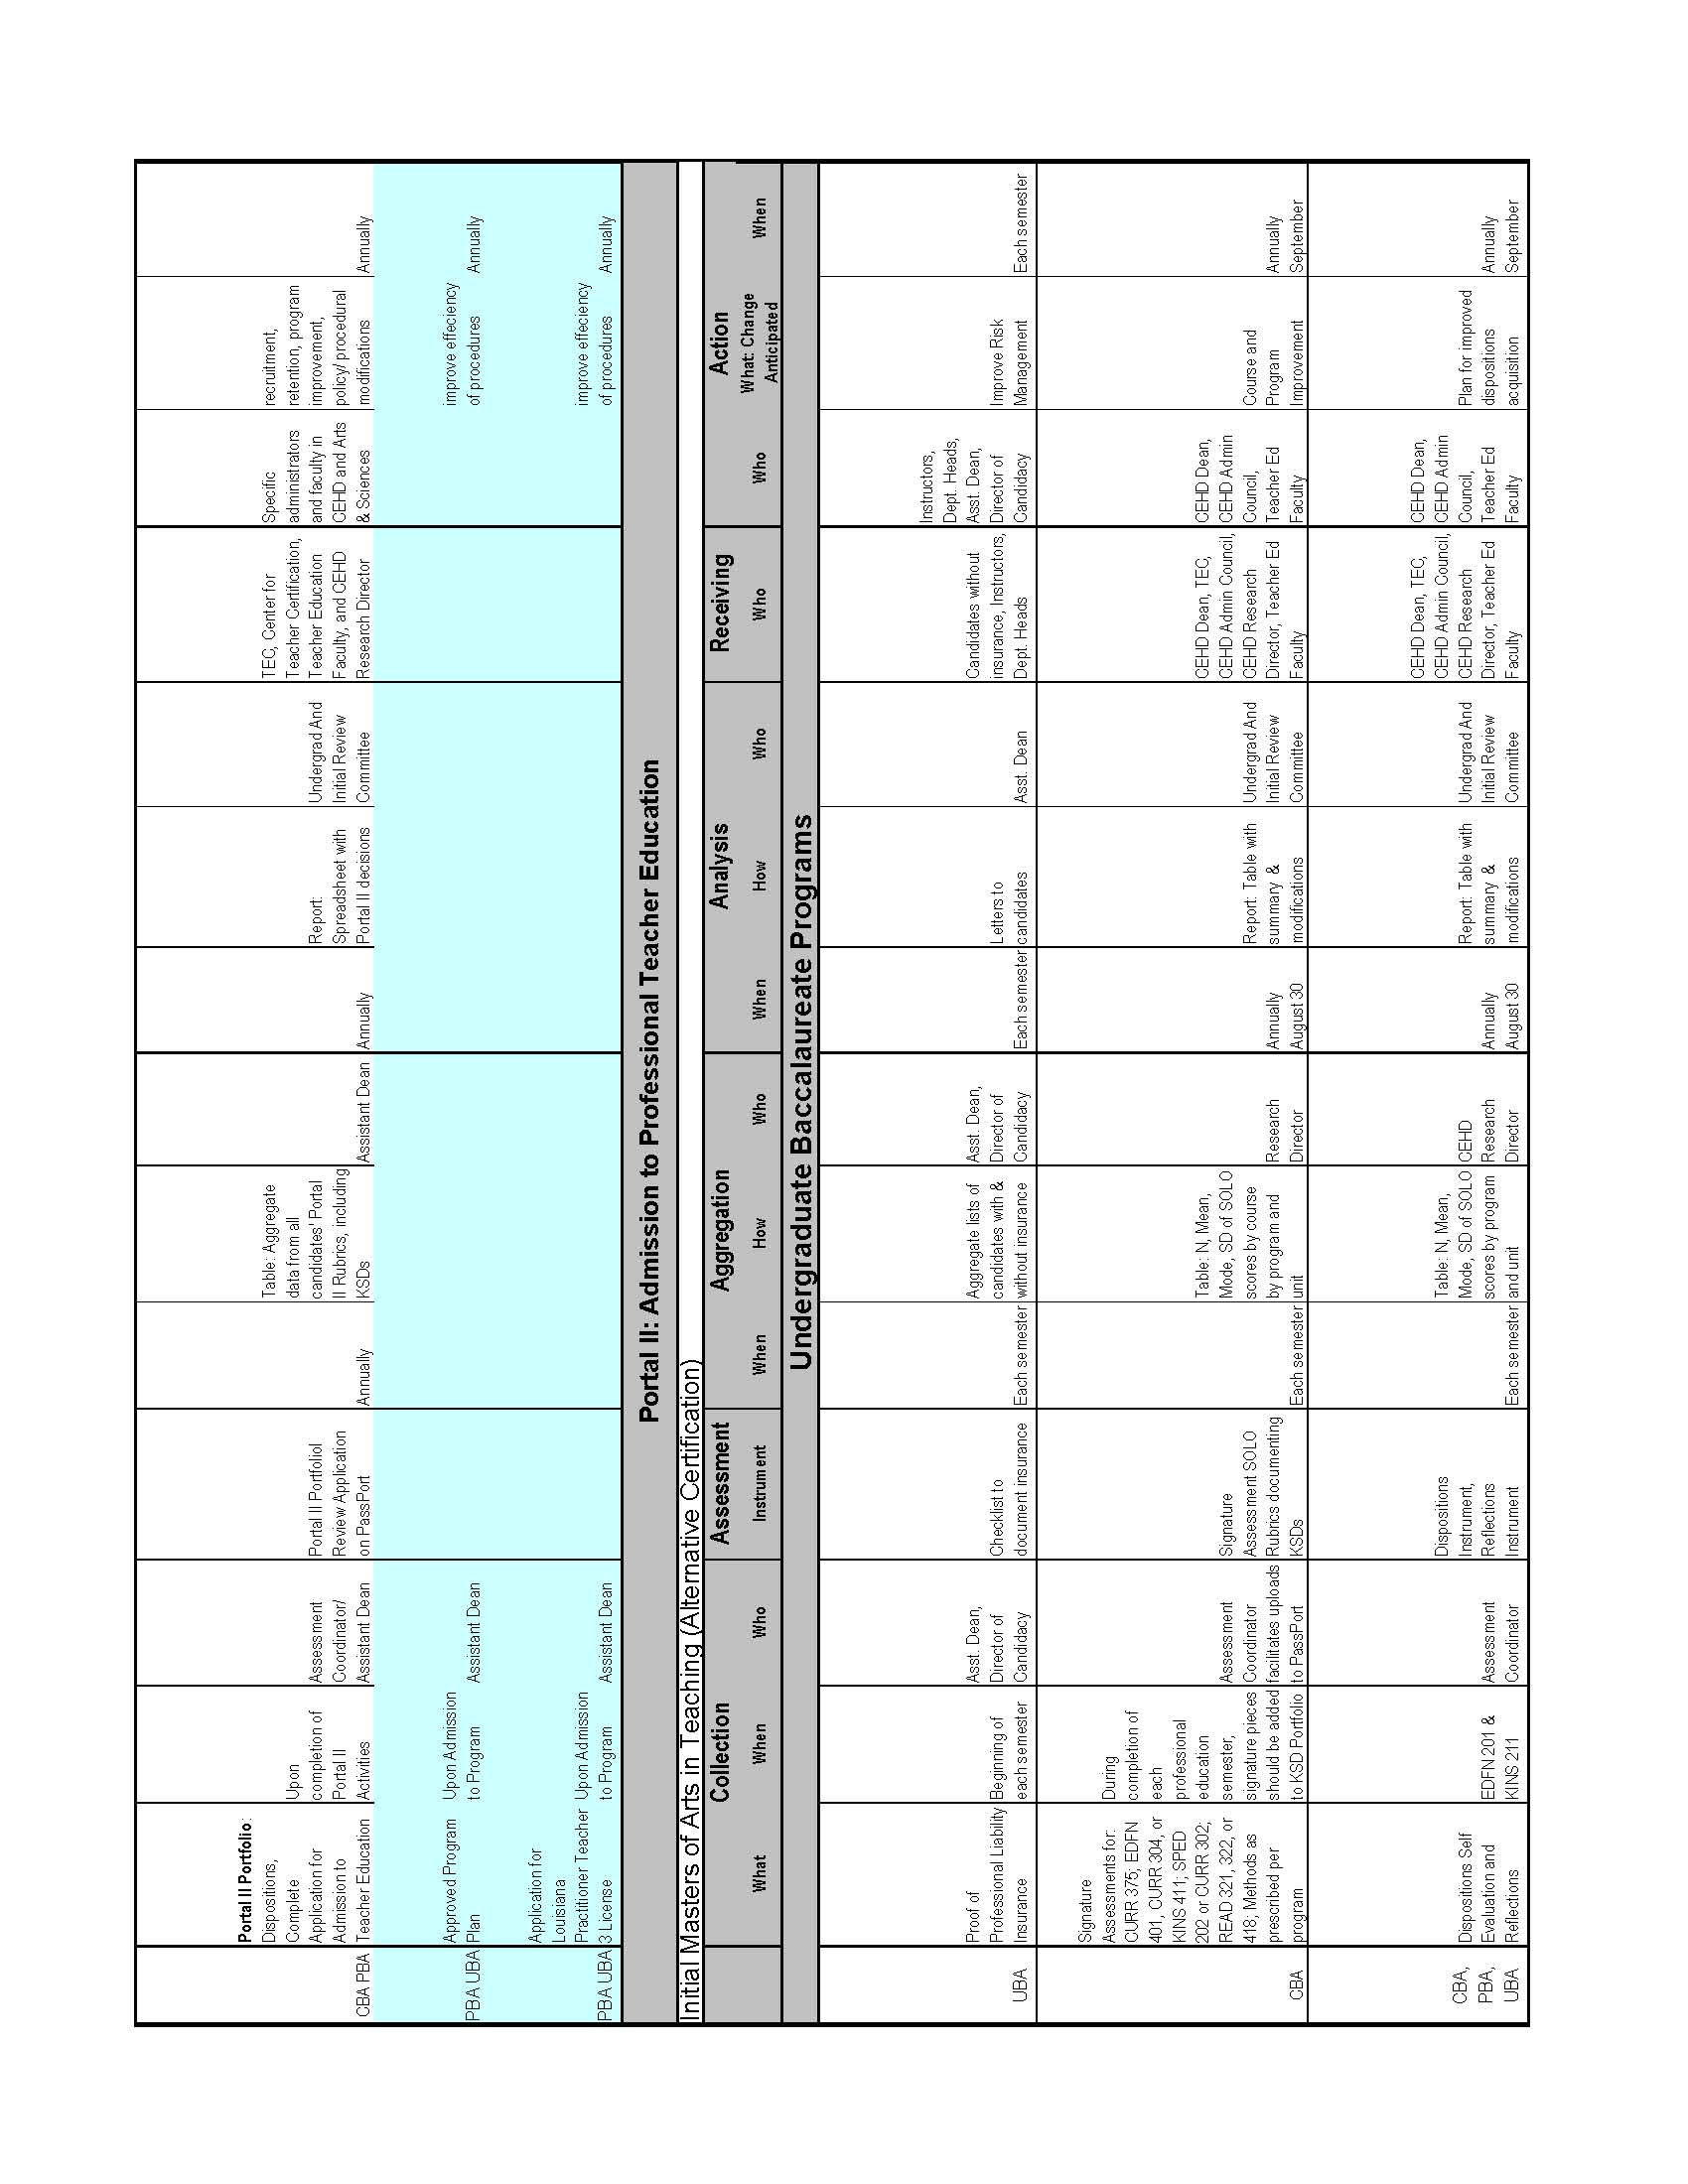 Portal II Portfolio:
Dispositions,
Complete
Application for
Admission to
CBA PBA Teacher Education
Upon
completion of
Portal II
Activities
Assessment
Coordinator/
Assistant Dean
Portal II Portfoliol
Review Application
on PassPort
Annually
Table: Aggregate
data from all
candidates' Portal
II Rubrics, including
KSDs
Assistant Dean
Annually
Report:
Spreadsheet with
Portal II decisions
Undergrad And
Initial Review
Committee
TEC, Center for
Teacher Certification,
Teacher Education
Faculty, and CEHD
Research Director
Specific
administrators
and faculty in
CEHD and Arts
& Sciences
recruitment,
retention, program
improvement,
policy/ procedural
modifications
Annually
PBA UBA
Approved Program
Plan
Upon Admission
to Program
Assistant Dean
improve effeciency
of procedures
Annually
PBA UBA
Application for
Louisiana
Practitioner Teacher
3 License
Upon Admission
to Program
Assistant Dean
improve effeciency
of procedures
Annually
Portal II: Admission to Professional Teacher Education
Initial Masters of Arts in Teaching (Alternative Certification)
Collection
Assessment
Aggregation
Analysis
Receiving
Action
What
When
Who
Instrument
When
How
Who
When
How
Who
Who
Who
What: Change
Anticipated
When
Undergraduate Baccalaureate Programs
UBA
Proof of
Professional Liability
Insurance
Beginning of
each semester
Asst. Dean,
Director of
Candidacy
Checklist to
document insurance
Each semester
Aggregate lists of
candidates with &
without insurance
Asst. Dean,
Director of
Candidacy
Each semester
Letters to
candidates
Asst. Dean
Candidates without
insurance, Instructors,
Dept. Heads
Instructors,
Dept. Heads,
Asst. Dean,
Director of
Candidacy
Improve Risk
Management
Each semester
CBA
Signature
Assessments for:
CURR 375; EDFN
401, CURR 304, or
KINS 411; SPED
202 or CURR 302;
READ 321, 322, or
418; Methods as
prescribed per
program
During
completion of
each
professional
education
semester,
signature pieces
should be added
to KSD Portfolio
Assessment
Coordinator
facilitates uploads
to PassPort
Signature
Assessment SOLO
Rubrics documenting
KSDs
Each semester
Table: N, Mean,
Mode, SD of SOLO
scores by course
by program and
unit
Research
Director
Annually
August 30
Report: Table with
summary &
modifications
Undergrad And
Initial Review
Committee
CEHD Dean, TEC,
CEHD Admin Council,
CEHD Research
Director, Teacher Ed
Faculty
CEHD Dean,
CEHD Admin
Council,
Teacher Ed
Faculty
Course and
Program
Improvement
Annually
September
CBA,
PBA,
UBA
Dispositions Self
Evaluation and
Reflections
EDFN 201 &
KINS 211
Assessment
Coordinator
Dispositions
Instrument,
Reflections
Instrument
Each semester
Table: N, Mean,
Mode, SD of SOLO
scores by program
and unit
CEHD
Research
Director
Annually
August 30
Report: Table with
summary &
modifications
Undergrad And
Initial Review
Committee
CEHD Dean, TEC,
CEHD Admin Council,
CEHD Research
Director, Teacher Ed
Faculty
CEHD Dean,
CEHD Admin
Council,
Teacher Ed
Faculty
Plan for improved
dispositions
acquisition
Annually
September